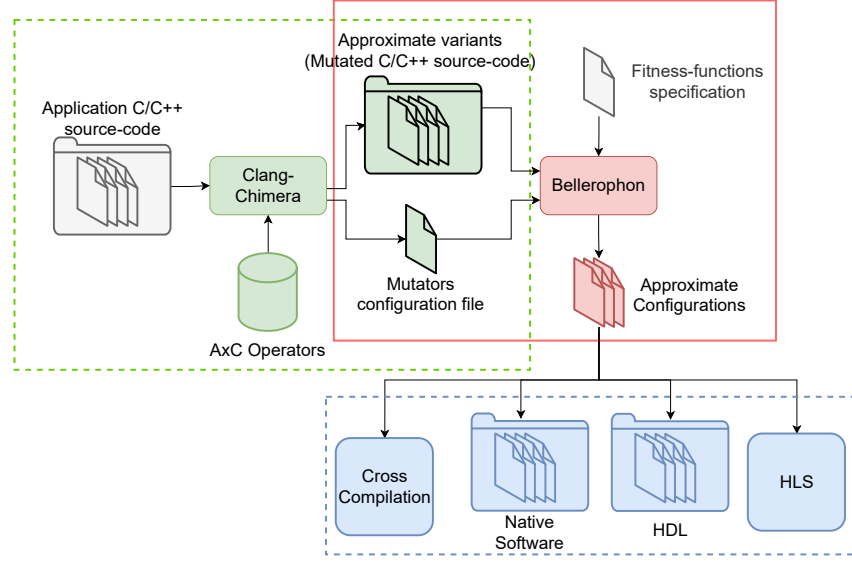 Approximate variants
(Mutated C/C++ source-code)
Fitness-functions
specification
Application C/C++
source-code
Clang-
Chimera
Bellerophon
Mutators
configuration file
Approximate
Configurations
AxC Operators
Cross
Compilation
Native
Software
HDL
HLS